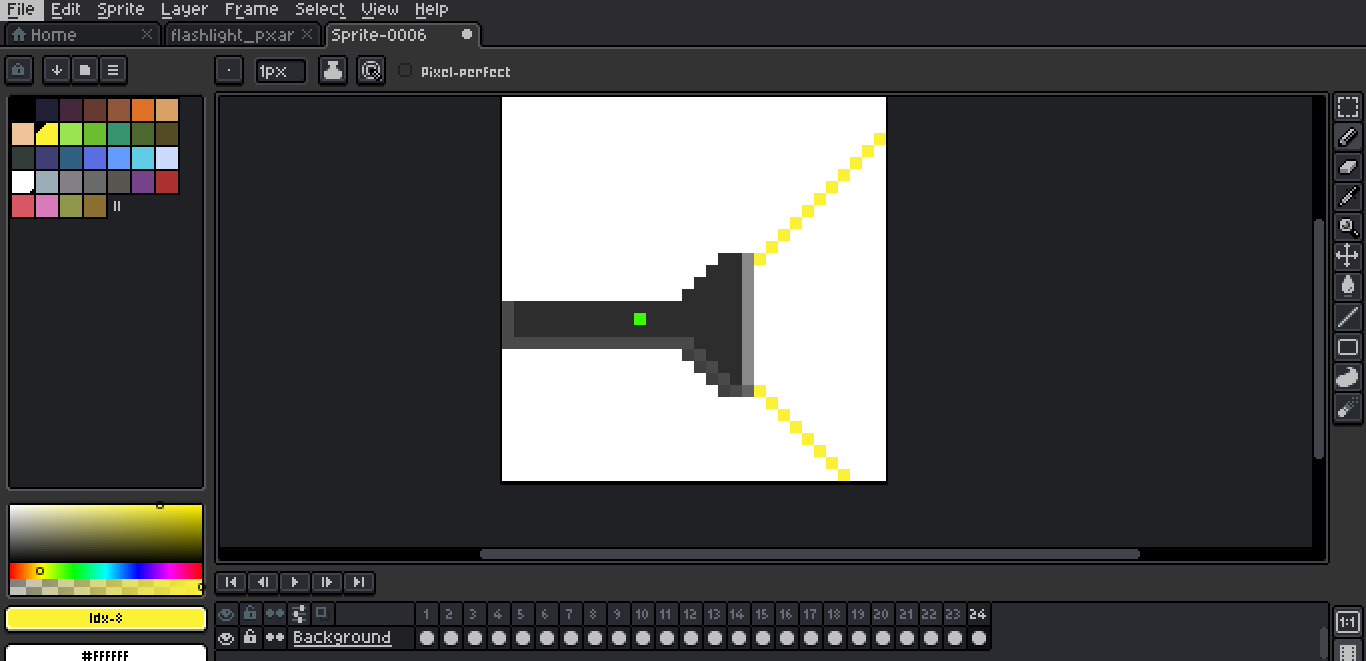 File Edit Sprite Layer Frame Select View Help
Home flashlight_pxar Sprite-0006
1px Pixel-perfect
Idx-8
#FFFFFF
1 2 3 4 5 6 7 8 9 10 11 12 13 14 15 16 17 18 19 20 21 22 23 24
Background
1:1